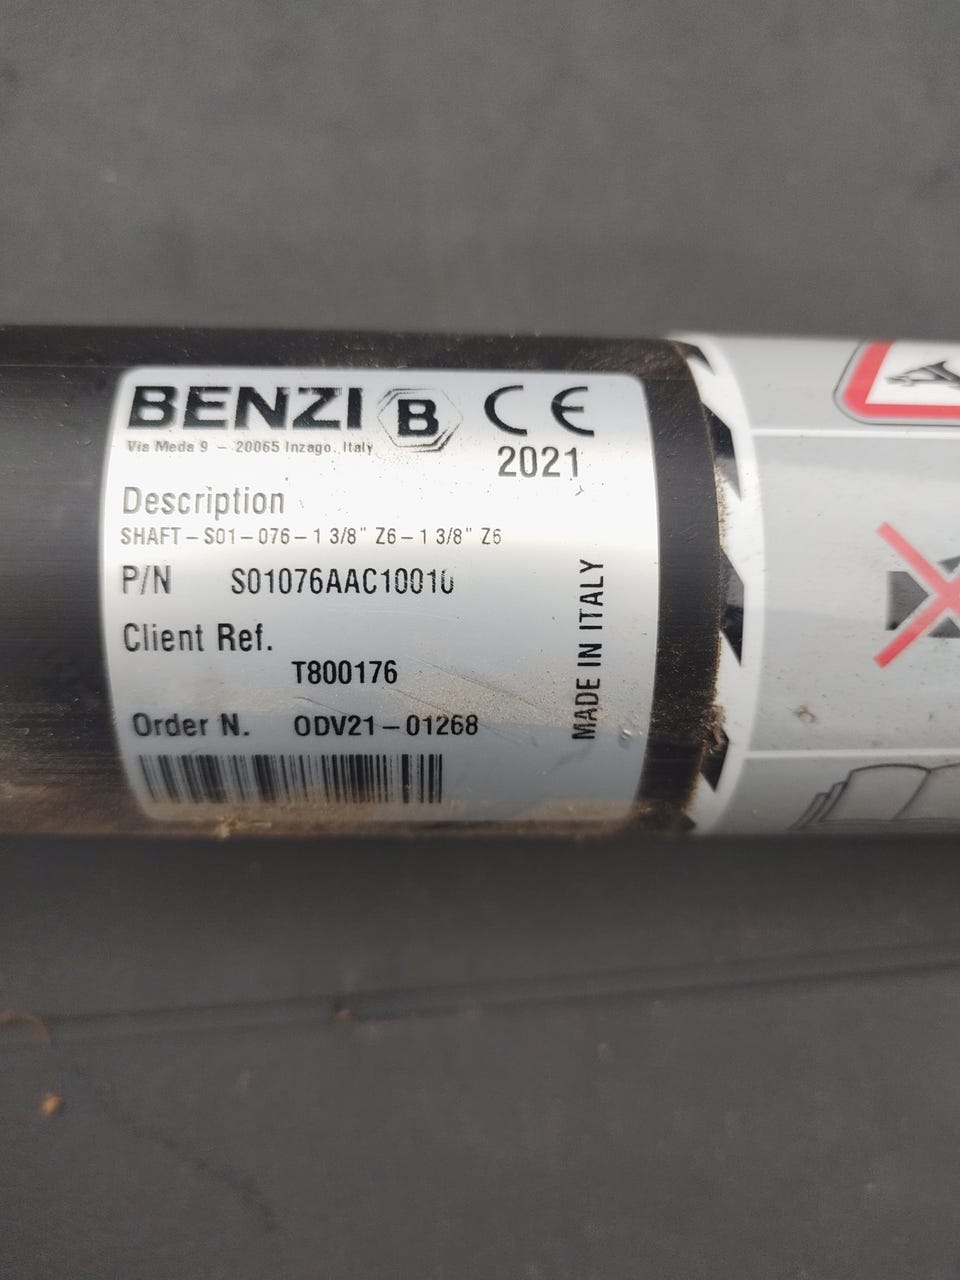 BENZI B CE
Via Meda 9 – 20065 Inzago, Italy
2021
Description
SHAFT – S01 – 076 – 1 3/8" Z6 – 1 3/8" Z6
P/N S01076AAC10010
Client Ref.
T800176
Order N. ODV21 – 01268
MADE IN ITALY